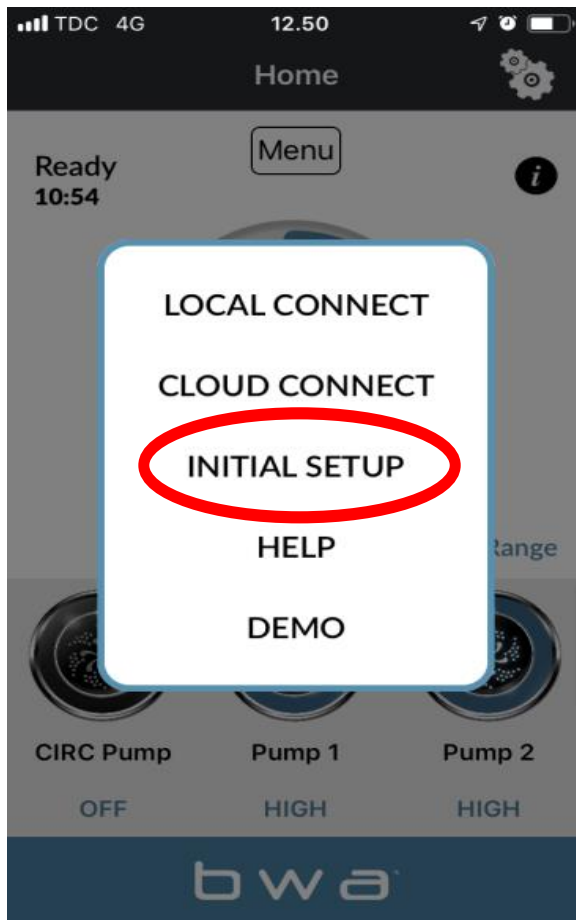 TDC 4G 12.50
Home
Menu
Ready
10:54
i
LOCAL CONNECT
CLOUD CONNECT
INITIAL SETUP
HELP
Range
DEMO
CIRC Pump Pump 1 Pump 2
OFF HIGH HIGH
bwa